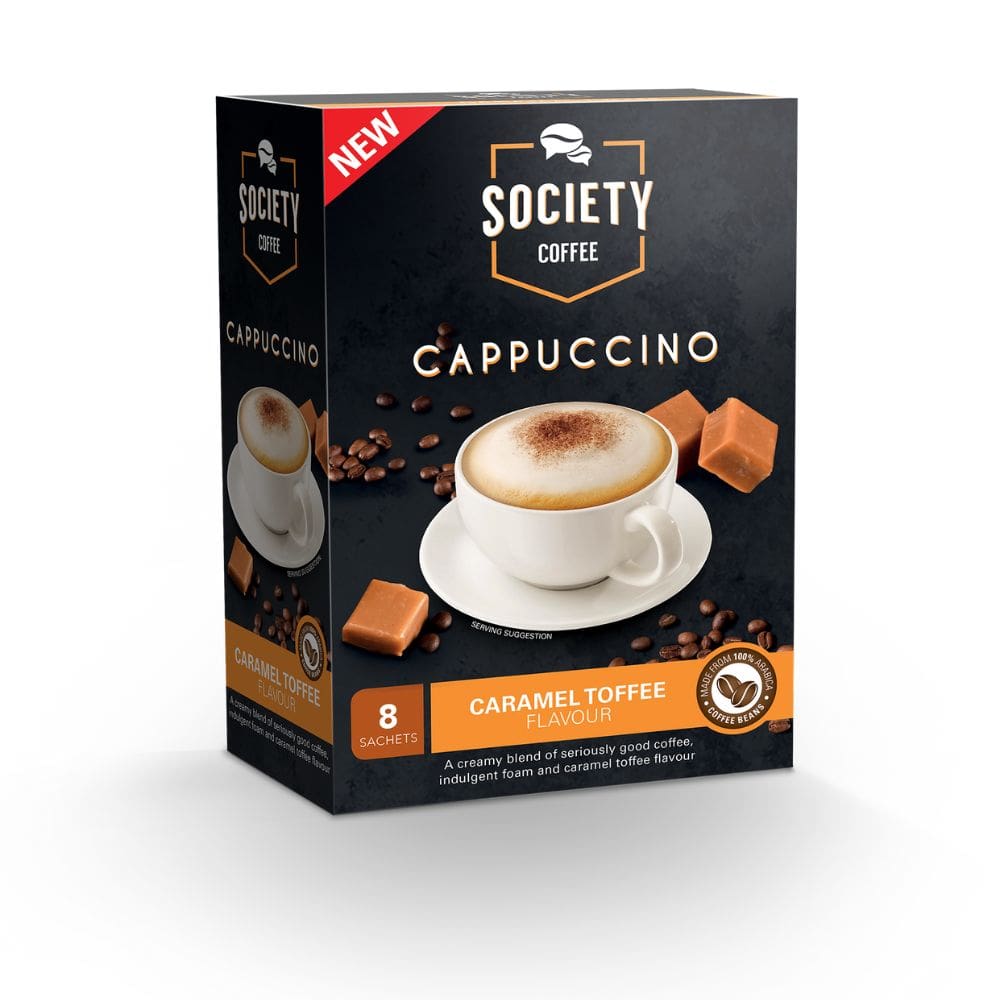 NEW
SOCIETY
COFFEE
CAPPUCCINO
SERVING SUGGESTION
MADE FROM 100% ARABICA
• COFFEE BEANS •
8
SACHETS
CARAMEL TOFFEE
FLAVOUR
A creamy blend of seriously good coffee,
indulgent foam and caramel toffee flavour
SOCIETY
COFFEE
CAPPUCCINO
SERVING SUGGESTION
CARAMEL TOFFEE
FLAVOUR
A creamy blend of seriously good coffee,
indulgent foam and caramel toffee flavour